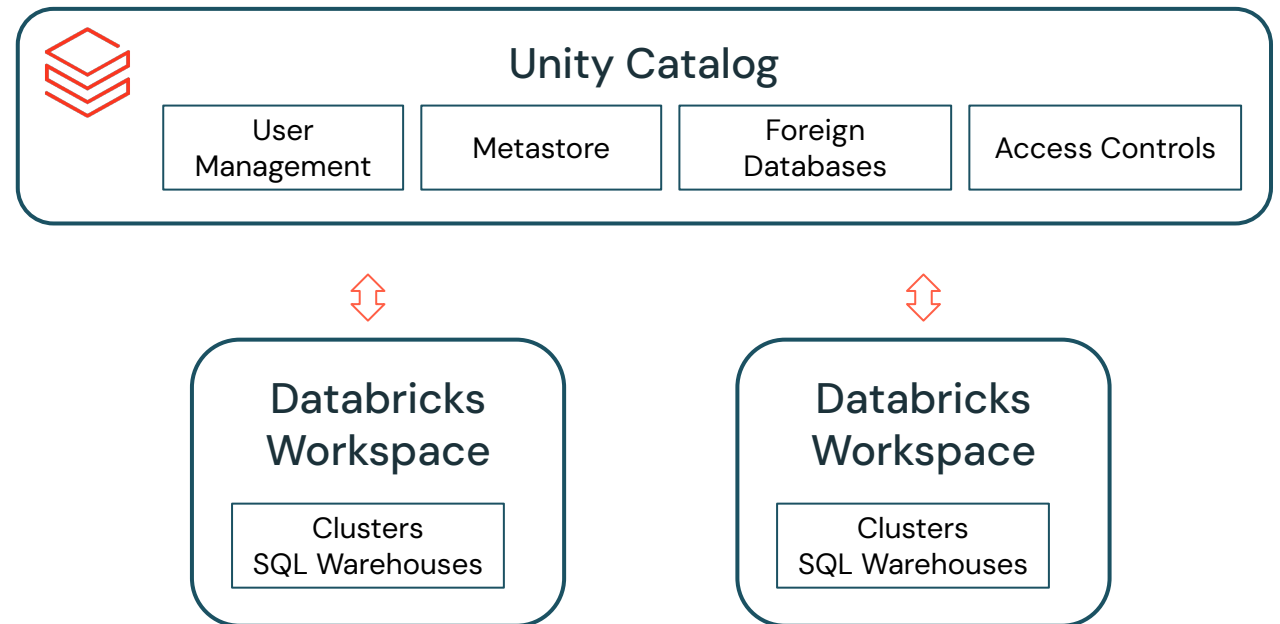 Unity Catalog
User
Management
Metastore
Foreign
Databases
Access Controls
Databricks
Workspace
Clusters
SQL Warehouses
Databricks
Workspace
Clusters
SQL Warehouses